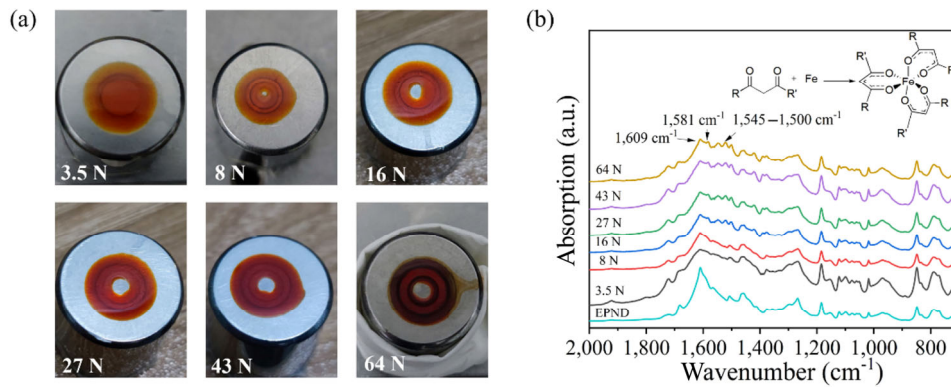 (a)
3.5 N
8 N
16 N
27 N
43 N
64 N
(b)
Absorption (a.u.)
R
R'
O
O
+ Fe
R
R'
O
O
Fe
O
O
O
O
R
R
R'
R'
1,609 cm⁻¹
1,581 cm⁻¹
1,545–1,500 cm⁻¹
64 N
43 N
27 N
16 N
8 N
3.5 N
EPND
2,000 1,800 1,600 1,400 1,200 1,000 800
Wavenumber (cm⁻¹)